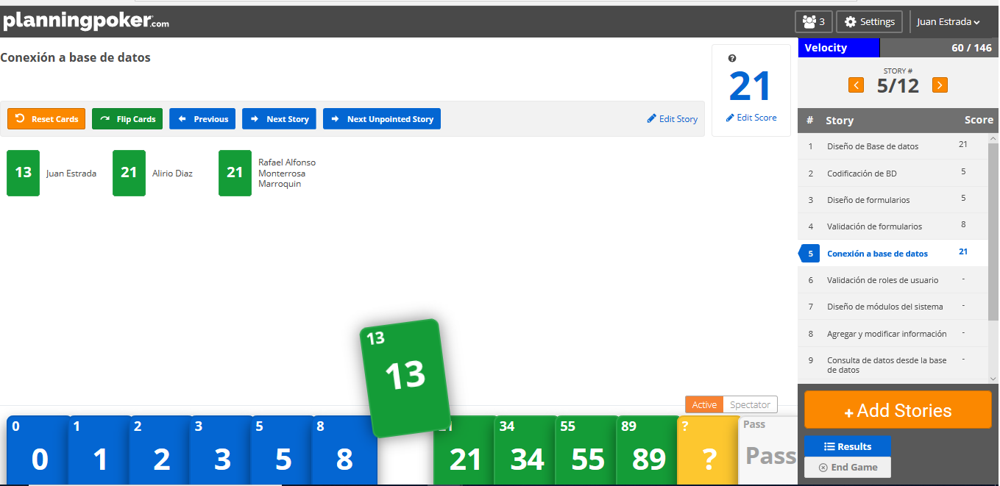 planningpoker.com
3
Settings
Juan Estrada
Conexión a base de datos
21
Edit Score
Reset Cards
Flip Cards
Previous
Next Story
Next Unpointed Story
Edit Story
13
Juan Estrada
21
Alirio Diaz
21
Rafael Alfonso
Monterrosa
Marroquin
Velocity
60 / 146
STORY #
5/12
# Story Score
1 Diseño de Base de datos 21
2 Codificación de BD 5
3 Diseño de formularios 5
4 Validación de formularios 8
5 Conexión a base de datos 21
6 Validación de roles de usuario -
7 Diseño de módulos del sistema -
8 Agregar y modificar información -
9 Consulta de datos desde la base -
de datos
13
13
Active Spectator
0 1 2 3 5 8 21 34 55 89 ? Pass
0 1 2 3 5 8 21 34 55 89 ? Pass
+ Add Stories
Results
End Game